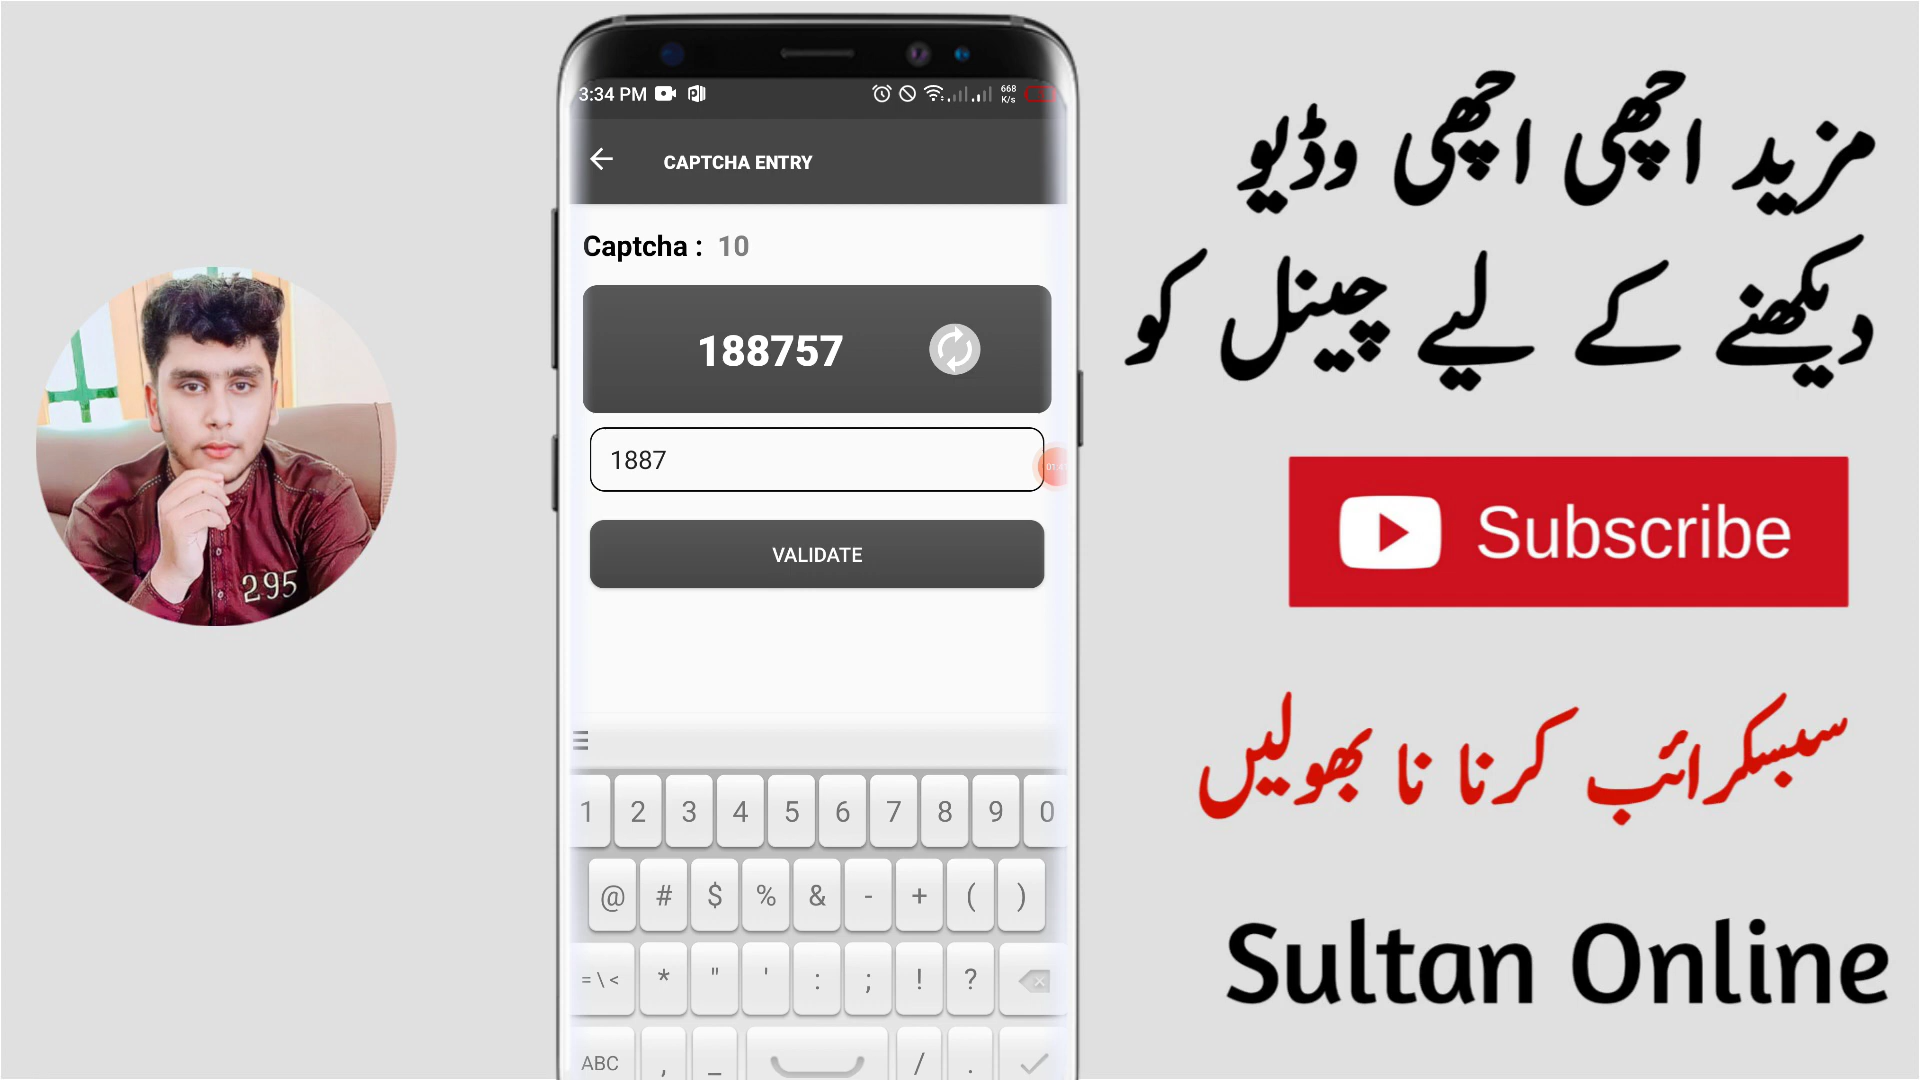 3:34 PM
668
K/s
CAPTCHA ENTRY
Captcha : 10
188757
1887
VALIDATE
1 2 3 4 5 6 7 8 9 0
@ # $ % & - + ( )
= \ < * " ' : ; ! ?
ABC , _ / .
295
مزید اچھی اچھی وڈیو
دیکھنے کے لیے چینل کو
Subscribe
سبسکرائب کرنا نا بھولیں
Sultan Online